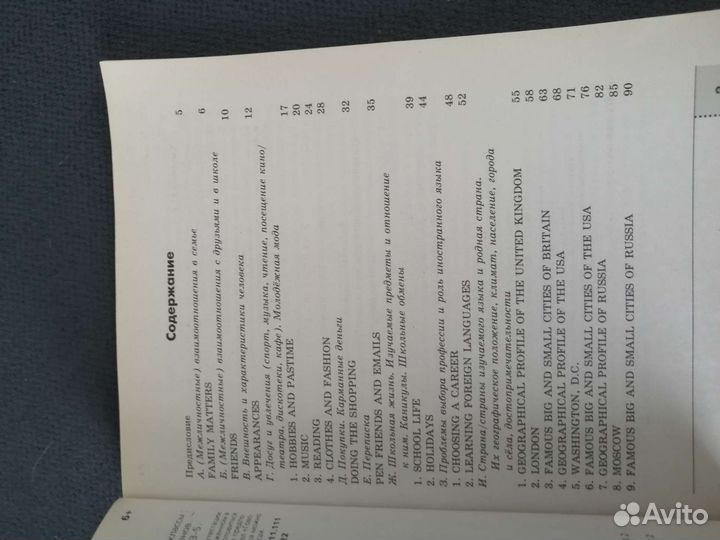 Содержание
Предисловие 5
А. (Межличностные) взаимоотношения в семье
FAMILY MATTERS 6
Б. (Межличностные) взаимоотношения с друзьями и в школе
FRIENDS 10
В. Внешность и характеристики человека
APPEARANCES 12
Г. Досуг и увлечения (спорт, музыка, чтение, посещение кино/
театра, дискотеки, кафе). Молодёжная мода
1. HOBBIES AND PASTIME 17
2. MUSIC 20
3. READING 24
4. CLOTHES AND FASHION 28
Д. Покупки. Карманные деньги
DOING THE SHOPPING 32
Е. Переписка
PEN FRIENDS AND EMAILS 35
Ж. Школьная жизнь. Изучаемые предметы и отношение
к ним. Каникулы. Школьные обмены
1. SCHOOL LIFE 39
2. HOLIDAYS 44
З. Проблемы выбора профессии и роль иностранного языка
1. CHOOSING A CAREER 48
2. LEARNING FOREIGN LANGUAGES 52
И. Страна/страны изучаемого языка и родная страна.
Их географическое положение, климат, население, города
и сёла, достопримечательности
1. GEOGRAPHICAL PROFILE OF THE UNITED KINGDOM 55
2. LONDON 58
3. FAMOUS BIG AND SMALL CITIES OF BRITAIN 63
4. GEOGRAPHICAL PROFILE OF THE USA 68
5. WASHINGTON, D.C. 71
6. FAMOUS BIG AND SMALL CITIES OF THE USA 76
7. GEOGRAPHICAL PROFILE OF RUSSIA 82
8. MOSCOW 85
9. FAMOUS BIG AND SMALL CITIES OF RUSSIA 90
3
6+
Avito